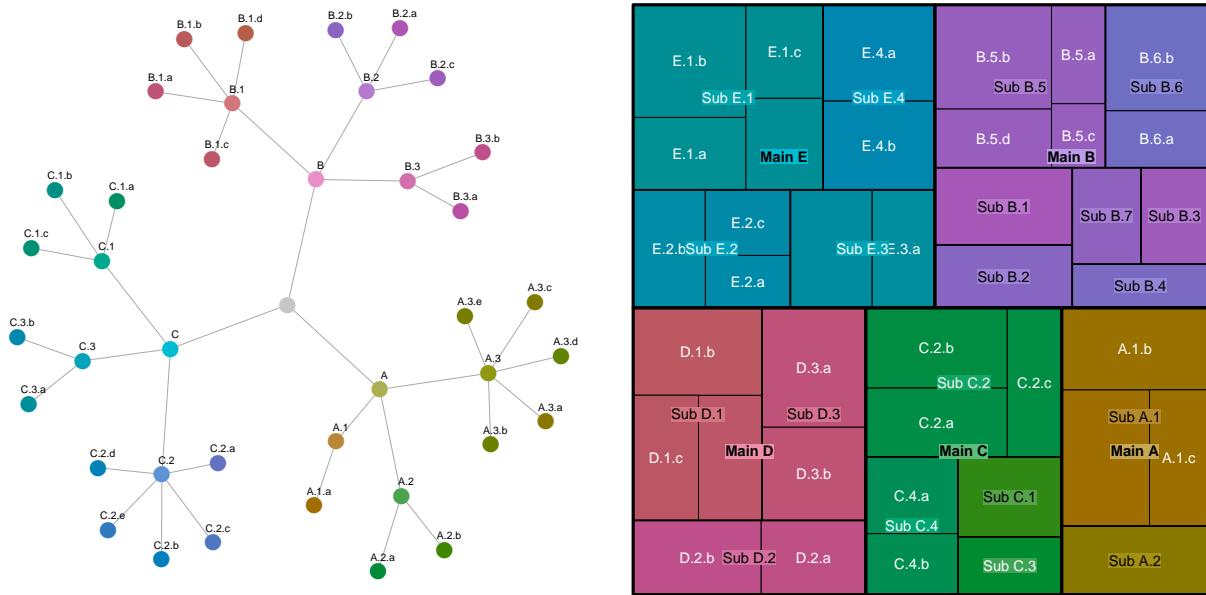 B.1.b
B.1.d
B.1.a
B.1
B.1.c
B.2.b
B.2.a
B.2
B.2.c
B
B.3
B.3.b
B.3.a
C.1.b
C.1.a
C.1.c
C.1
C.3.b
C.3
C.3.a
C
C.2.d
C.2
C.2.a
C.2.e
C.2.b
C.2.c
A
A.3.e
A.3.c
A.3
A.3.d
A.3.a
A.3.b
A.1
A.1.a
A.2
A.2.b
A.2.a
E.1.b
E.1.c
Sub E.1
E.1.a
Main E
E.4.a
Sub E.4
E.4.b
E.2.b
Sub E.2
E.2.c
E.2.a
Sub E.3
E.3.a
B.5.b
B.5.a
Sub B.5
B.5.d
B.5.c
Main B
B.6.b
Sub B.6
B.6.a
Sub B.1
Sub B.7
Sub B.3
Sub B.2
Sub B.4
D.1.b
Sub D.1
D.1.c
Main D
D.3.a
Sub D.3
D.3.b
D.2.b
Sub D.2
D.2.a
C.2.b
Sub C.2
C.2.c
C.2.a
Main C
C.4.a
Sub C.4
C.4.b
Sub C.1
Sub C.3
A.1.b
Sub A.1
Main A
A.1.c
Sub A.2